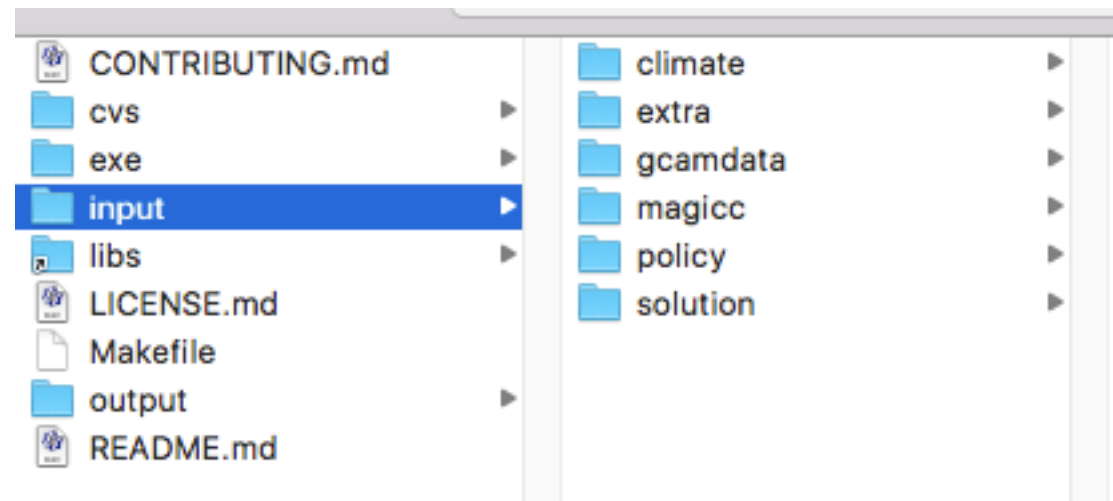 CONTRIBUTING.md
cvs
exe
input
libs
LICENSE.md
Makefile
output
README.md
climate
extra
gcamdata
magicc
policy
solution